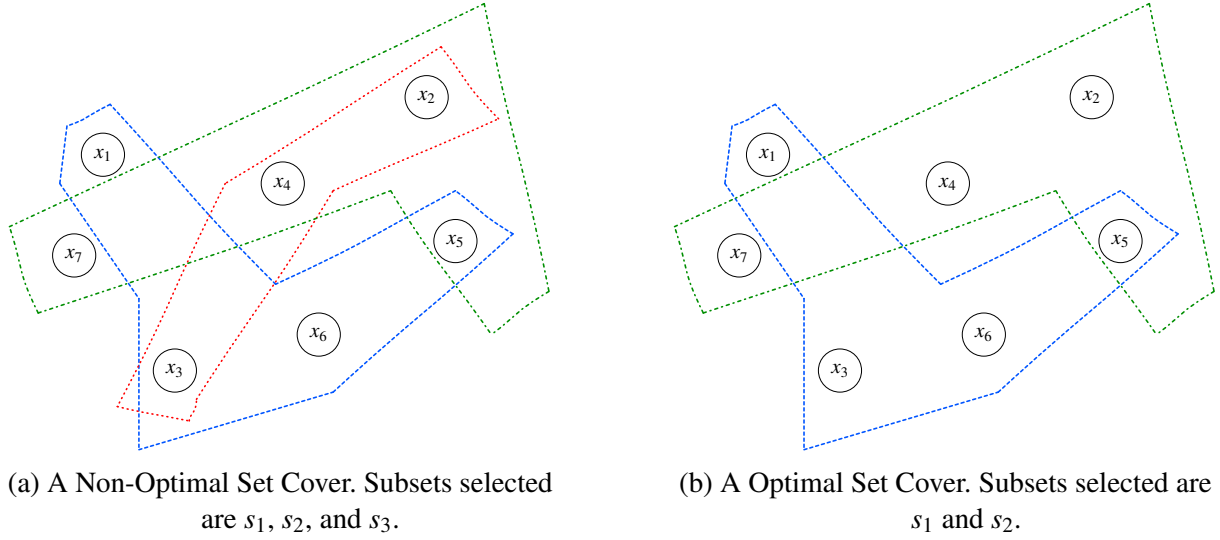 x2
x1
x4
x7
x5
x6
x3
(a) A Non-Optimal Set Cover. Subsets selected
are s1, s2, and s3.
x2
x1
x4
x7
x5
x6
x3
(b) A Optimal Set Cover. Subsets selected are
s1 and s2.